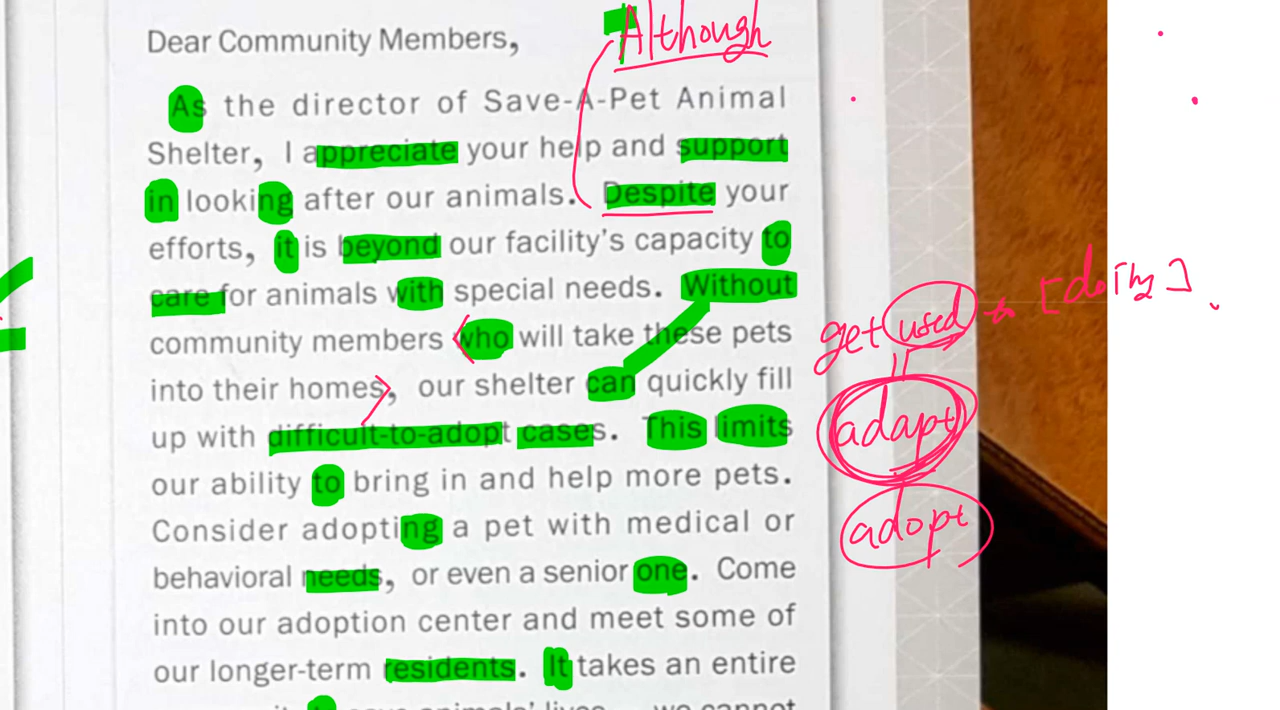 Although
Dear Community Members,
As the director of Save-A-Pet Animal
Shelter, I appreciate your help and support
in looking after our animals. Despite your
efforts, it is beyond our facility's capacity to
care for animals with special needs. Without
community members who will take these pets
into their homes, our shelter can quickly fill
up with difficult-to-adopt cases. This limits
our ability to bring in and help more pets.
Consider adopting a pet with medical or
behavioral needs, or even a senior one. Come
into our adoption center and meet some of
our longer-term residents. It takes an entire
animals' lives we cannot
get used to [doing]
adapt
adopt